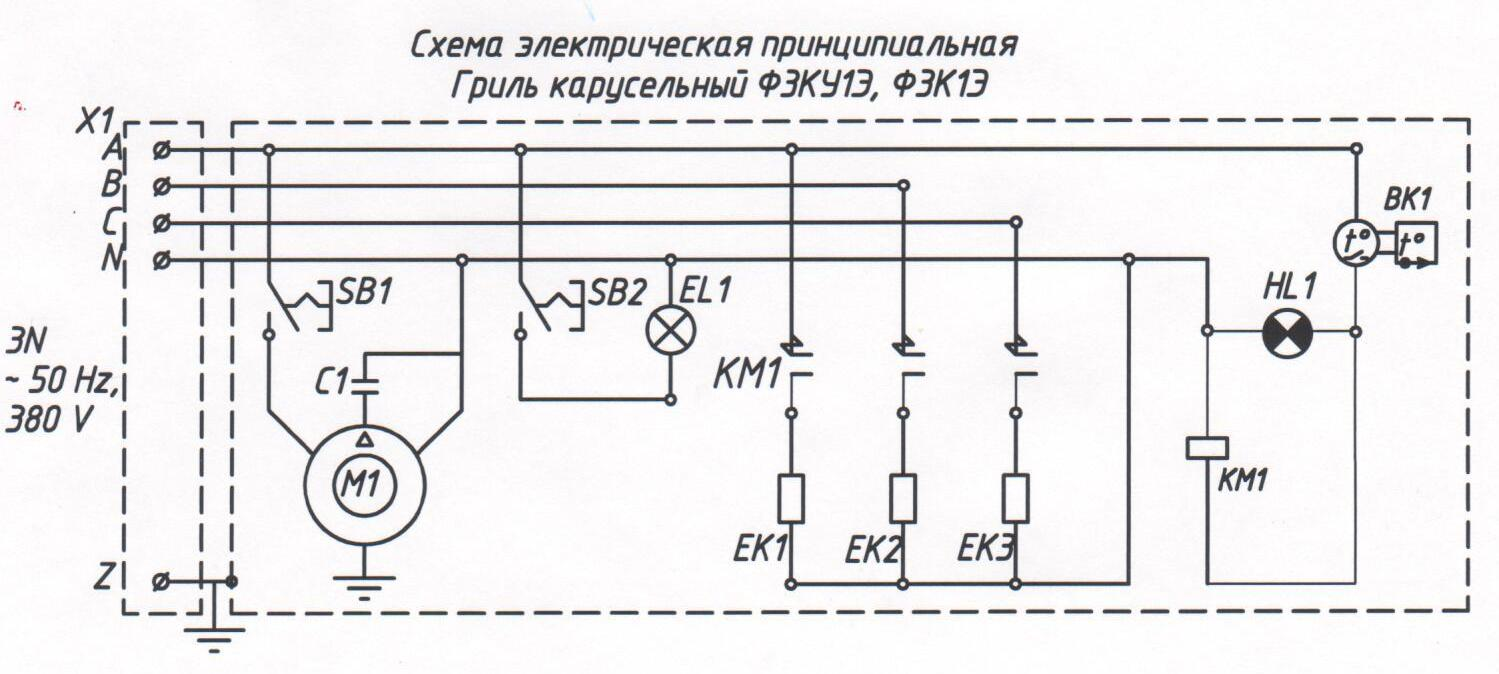 Схема электрическая принципиальная
Гриль карусельный ФЗКУ1Э, ФЗК1Э
X1
A
B
C
N
BK1
t°
t°
SB1
SB2
EL1
HL1
3N
~ 50 Hz,
380 V
C1
KM1
M1
KM1
EK1
EK2
EK3
Z